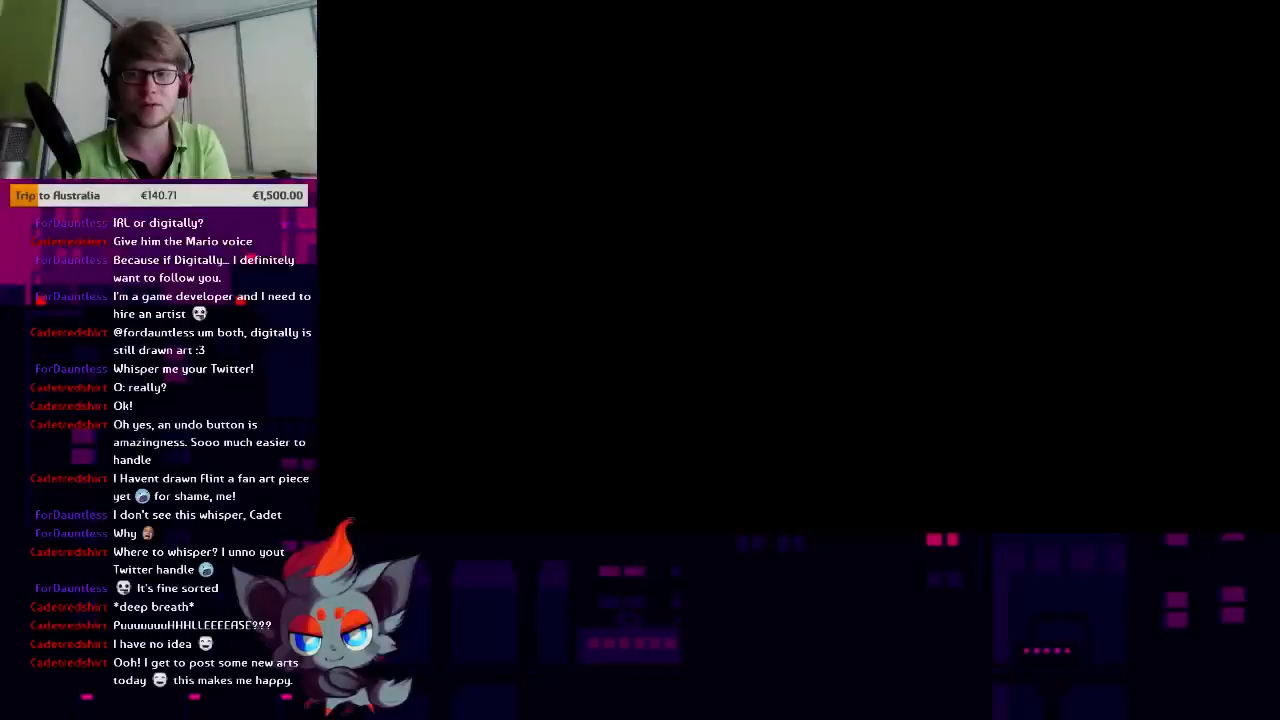 Trip to Australia €140.71 €1,500.00
ForDauntless IRL or digitally?
Cadetredshirt Give him the Mario voice
ForDauntless Because if Digitally... I definitely
want to follow you.
ForDauntless I'm a game developer and I need to
hire an artist
Cadetredshirt @fordauntless um both, digitally is
still drawn art :3
ForDauntless Whisper me your Twitter!
Cadetredshirt O: really?
Cadetredshirt Ok!
Cadetredshirt Oh yes, an undo button is
amazingness. Sooo much easier to
handle
Cadetredshirt I Havent drawn Flint a fan art piece
yet for shame, me!
ForDauntless I don't see this whisper, Cadet
ForDauntless Why
Cadetredshirt Where to whisper? I unno yout
Twitter handle
ForDauntless It's fine sorted
Cadetredshirt *deep breath*
Cadetredshirt PuuuuuuuHHHLLEEEEASE???
Cadetredshirt I have no idea
Cadetredshirt Ooh! I get to post some new arts
today this makes me happy.